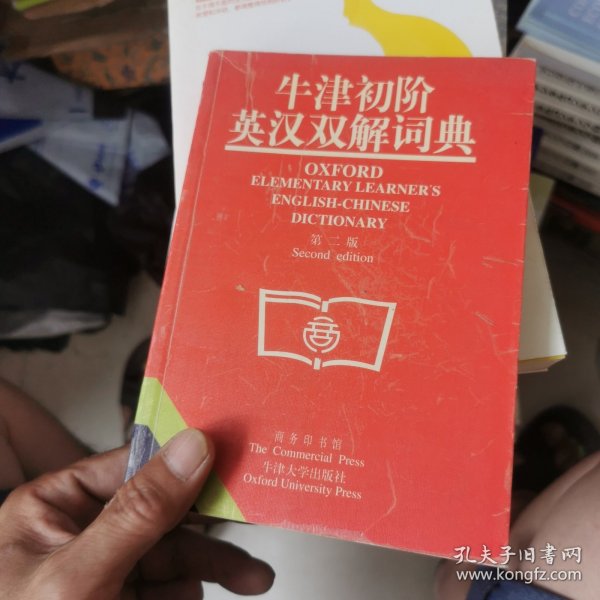 牛津初阶
英汉双解词典
OXFORD
ELEMENTARY LEARNER'S
ENGLISH-CHINESE
DICTIONARY
第二版
Second edition
商
商务印书馆
The Commercial Press
牛津大学出版社
Oxford University Press
孔夫子旧书网
www.kongfz.com